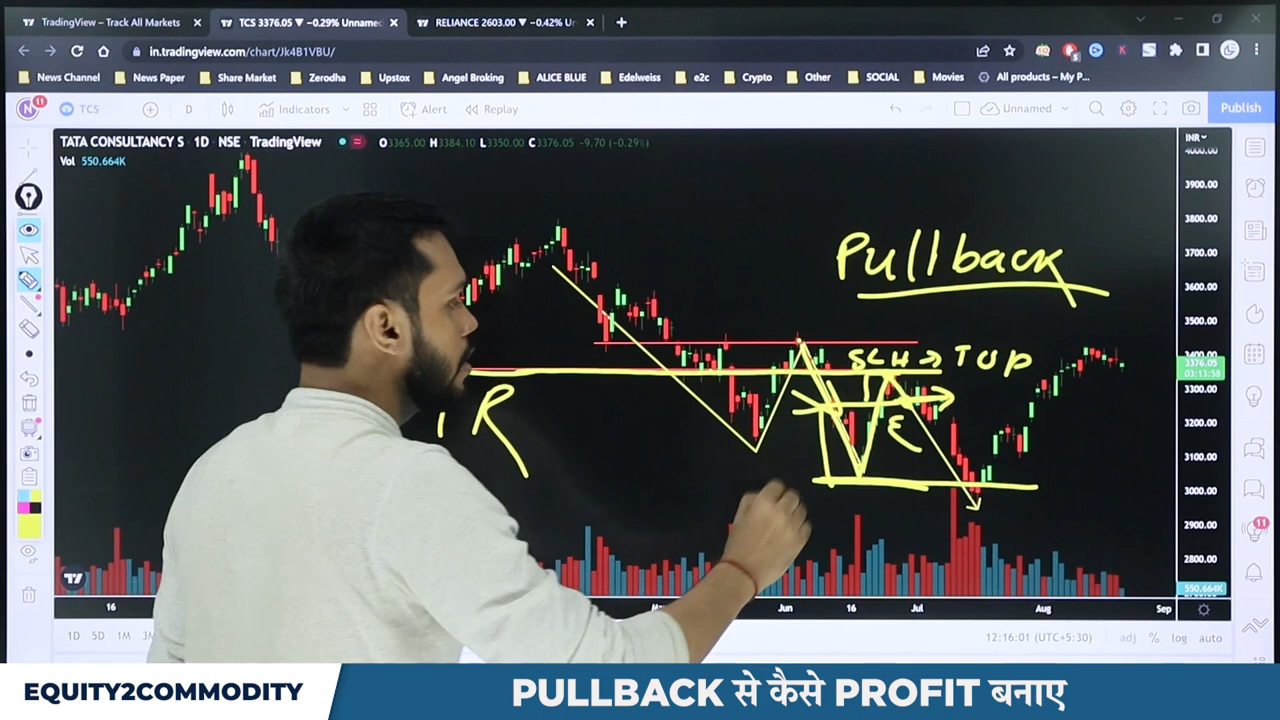 TradingView – Track All Markets
TCS 3376.05 ▼ −0.29% Unname
RELIANCE 2603.00 ▼ −0.42% U
in.tradingview.com/chart/Jk4B1VBU/
News Channel News Paper Share Market Zerodha Upstox Angel Broking ALICE BLUE Edelweiss e2c Crypto Other SOCIAL Movies All products – My P...
N 11 TCS D Indicators Alert Replay Unnamed Publish
TATA CONSULTANCY S · 1D · NSE · TradingView O3365.00 H3384.10 L3350.00 C3376.05 −9.70 (−0.29%)
INR
Vol 550.664K
4000.00
3900.00
3800.00
Pullback
3700.00
3600.00
3500.00
3400.00
TOP
3376.05
03:13:58
3300.00
R
E
3200.00
3100.00
3000.00
2900.00
11
2800.00
550.664K
16 Jun 16 Jul Aug Sep
1D 5D 1M 12:16:01 (UTC+5:30) adj % log auto
EQUITY2COMMODITY
PULLBACK से कैसे PROFIT बनाए